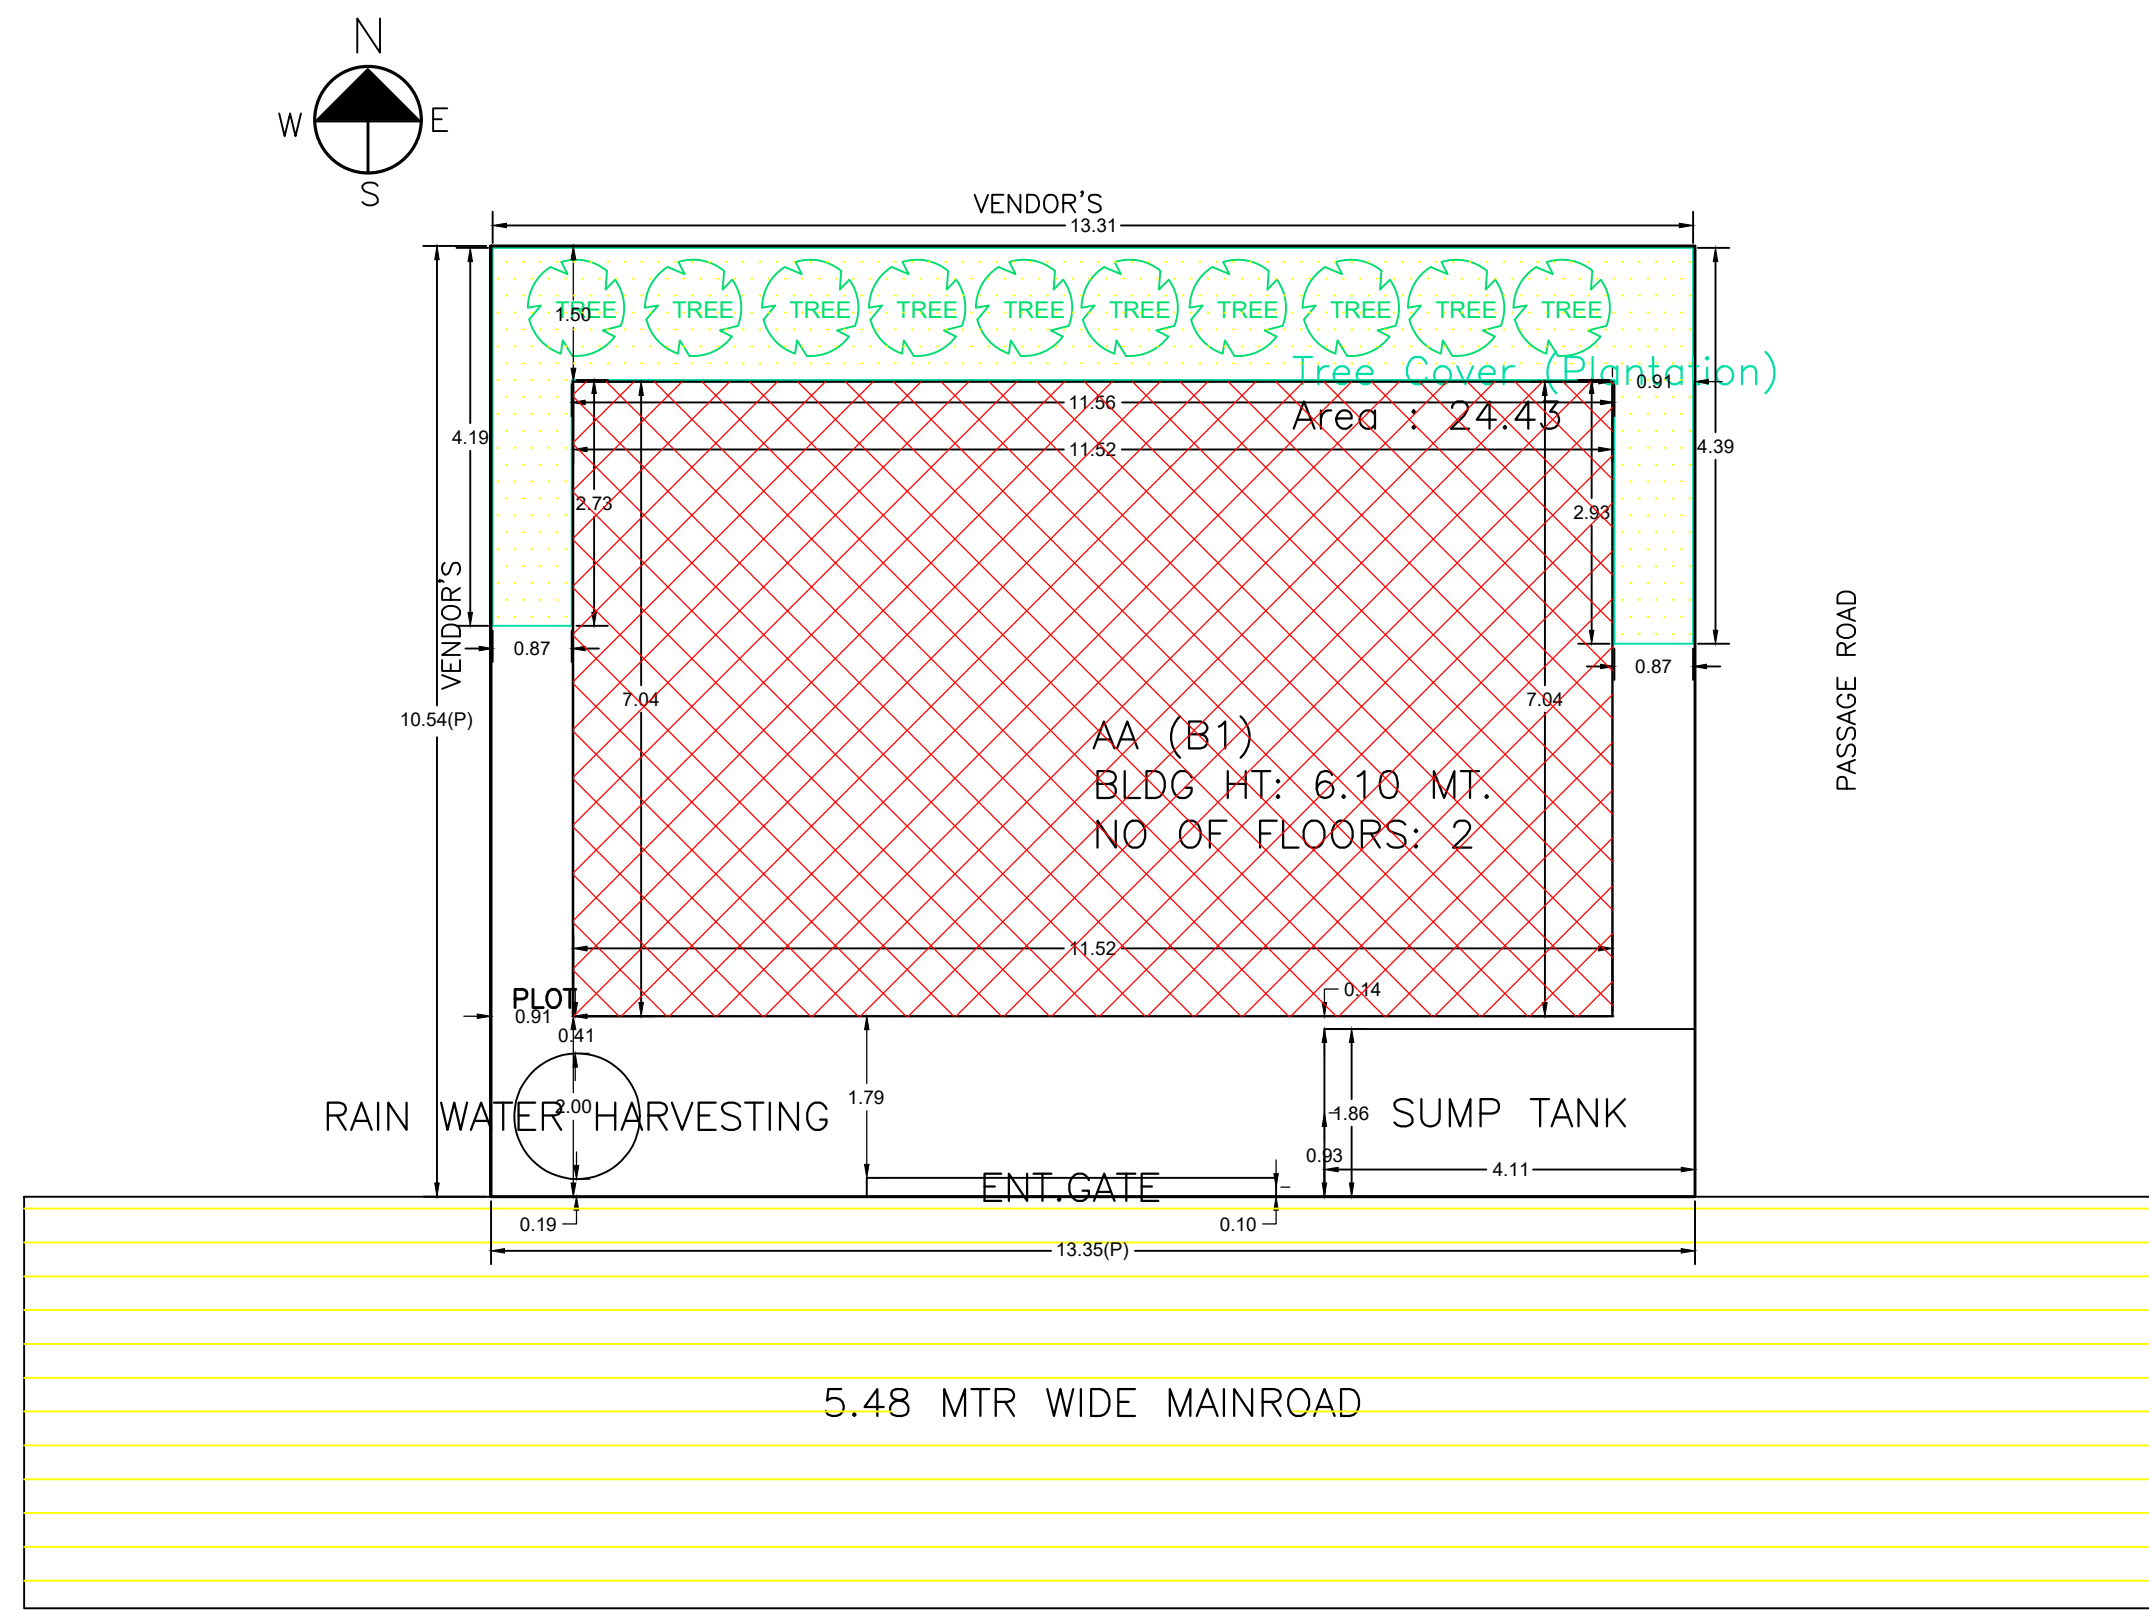 N
W
E
S
VENDOR'S
13.31
TREE TREE TREE TREE TREE TREE TREE TREE TREE TREE
1.50
Tree Cover (Plantation)
0.91
11.56
Area : 24.43
4.19
11.52
4.39
2.73
2.93
VENDOR'S
0.87
0.87
PASSAGE ROAD
7.04
7.04
10.54(P)
AA (B1)
BLDG HT: 6.10 MT.
NO OF FLOORS: 2
11.52
PLOT
0.14
0.91
0.41
1.79
2.00
RAIN WATER HARVESTING
1.86
SUMP TANK
0.93
4.11
ENT.GATE
0.19
0.10
13.35(P)
5.48 MTR WIDE MAINROAD